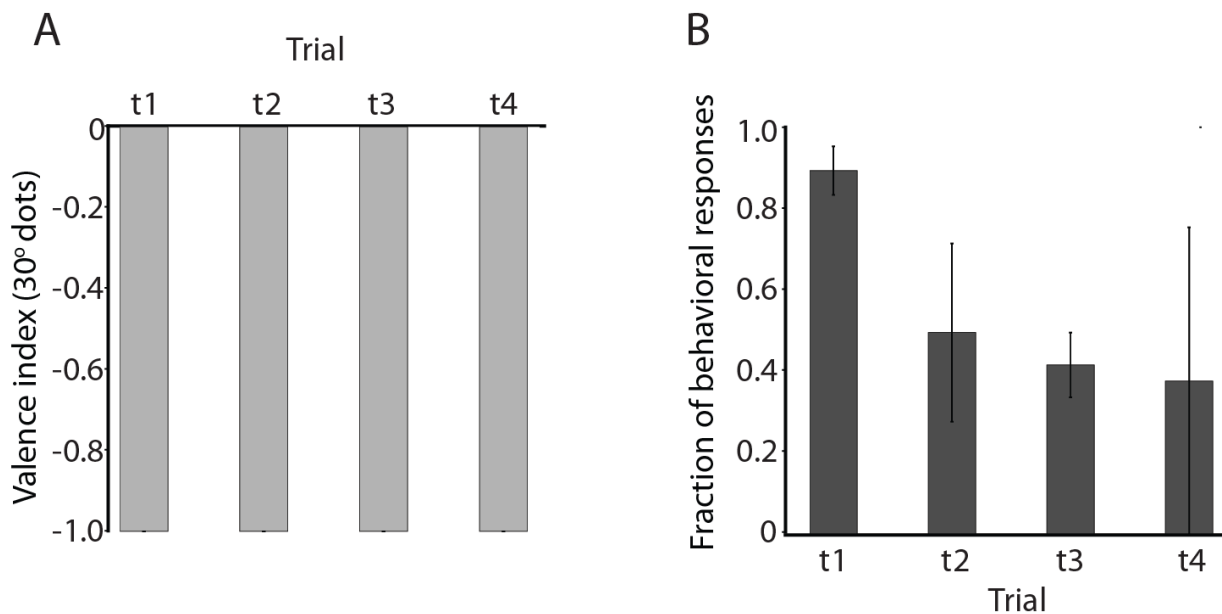 A
Trial
t1 t2 t3 t4
Valence index (30º dots)
0
-0.2
-0.4
-0.6
-0.8
-1.0
B
Fraction of behavioral responses
1.0
0.8
0.6
0.4
0.2
0
t1 t2 t3 t4
Trial